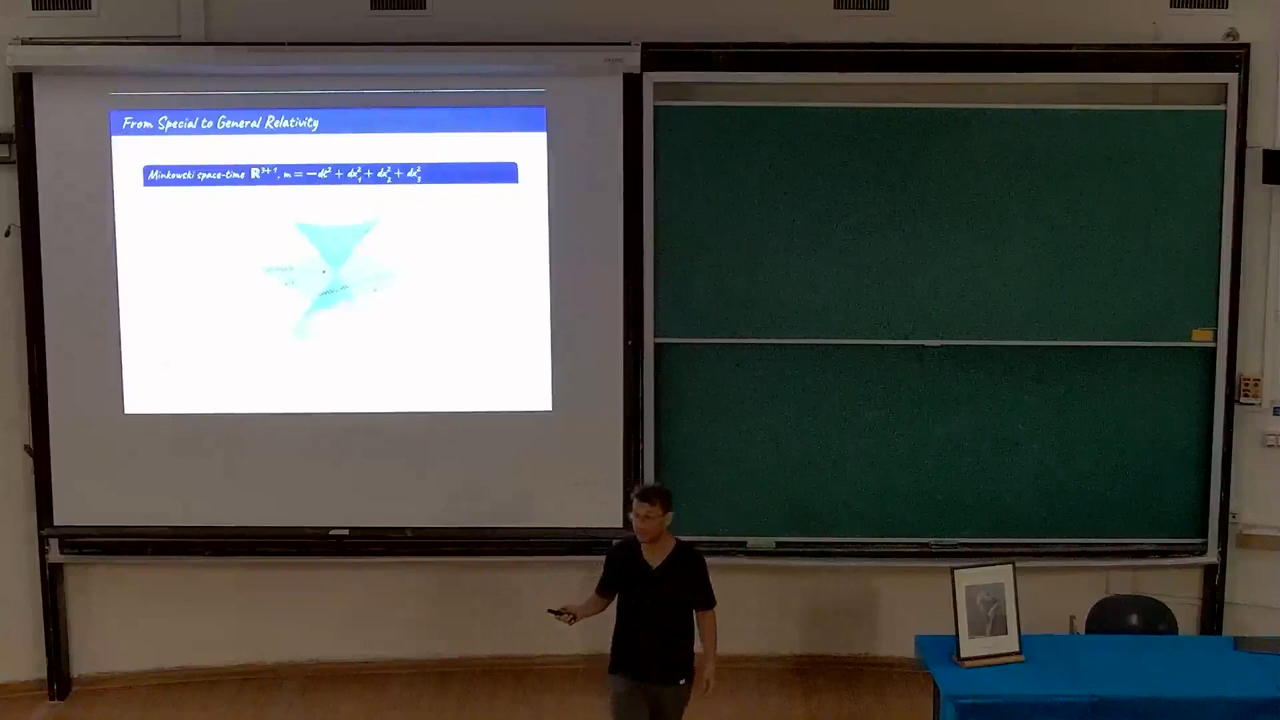 From Special to General Relativity
Minkowski space-time ℝ³⁺¹, m = −dt² + dx₁² + dx₂² + dx₃²